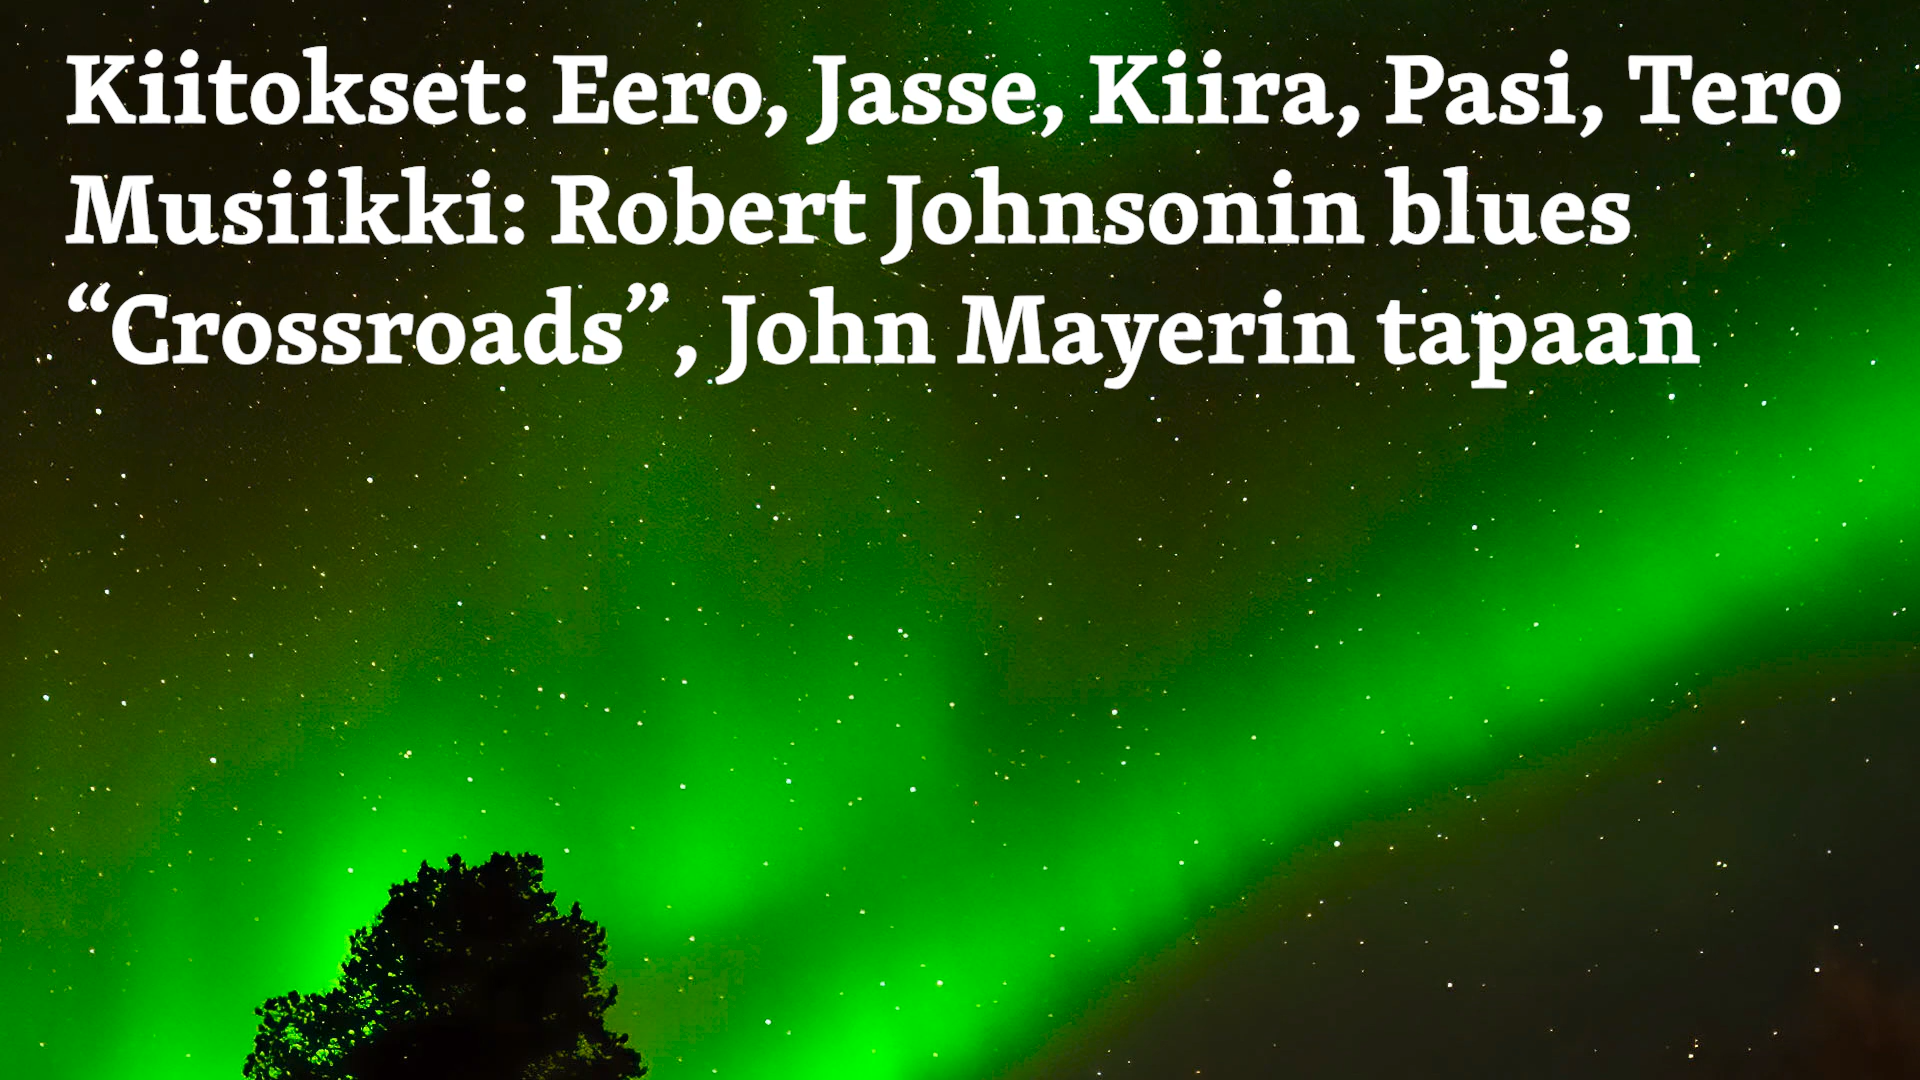 Kiitokset: Eero, Jasse, Kiira, Pasi, Tero
Musiikki: Robert Johnsonin blues
“Crossroads”, John Mayerin tapaan